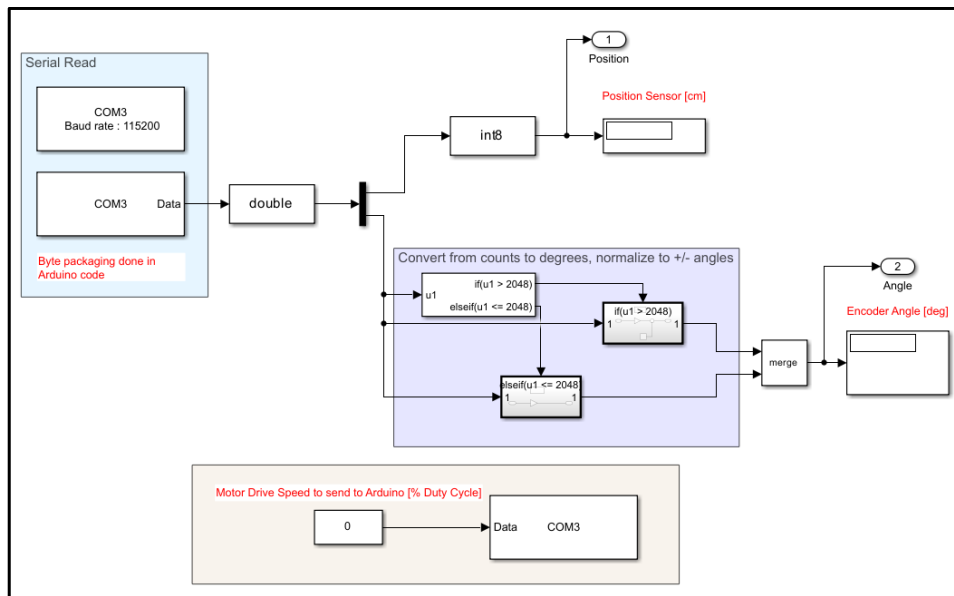 Serial Read
COM3
Baud rate : 115200
COM3
Data
Byte packaging done in
Arduino code
double
int8
1
Position
Position Sensor [cm]
Convert from counts to degrees, normalize to +/- angles
u1
if(u1 > 2048)
elseif(u1 <= 2048)
if(u1 > 2048)
1
1
elseif(u1 <= 2048
1
1
merge
2
Angle
Encoder Angle [deg]
Motor Drive Speed to send to Arduino [% Duty Cycle]
0
Data
COM3